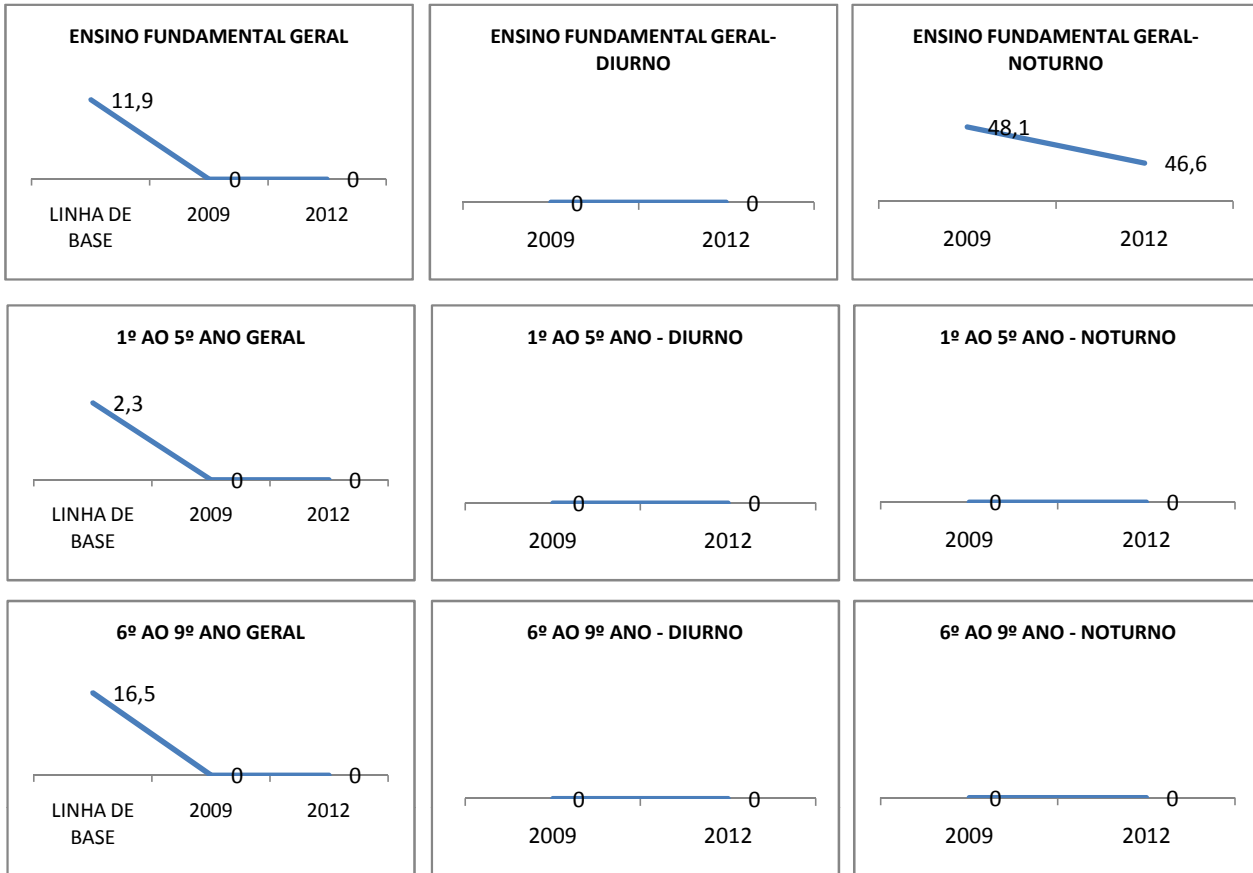 ENSINO FUNDAMENTAL GERAL
11,9
0
0
LINHA DE
BASE
2009
2012
ENSINO FUNDAMENTAL GERAL-
DIURNO
0
0
2009
2012
ENSINO FUNDAMENTAL GERAL-
NOTURNO
48,1
46,6
2009
2012
1º AO 5º ANO GERAL
2,3
0
0
LINHA DE
BASE
2009
2012
1º AO 5º ANO - DIURNO
0
0
2009
2012
1º AO 5º ANO - NOTURNO
0
0
2009
2012
6º AO 9º ANO GERAL
16,5
0
0
LINHA DE
BASE
2009
2012
6º AO 9º ANO - DIURNO
0
0
2009
2012
6º AO 9º ANO - NOTURNO
0
0
2009
2012